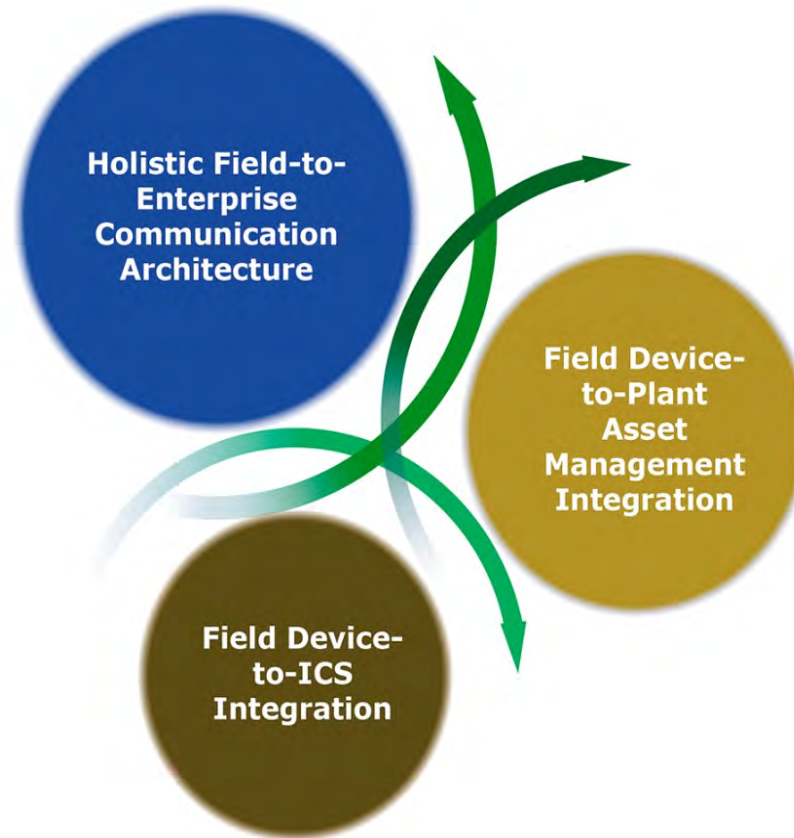 Holistic Field-to-
Enterprise
Communication
Architecture
Field Device-
to-Plant
Asset
Management
Integration
Field Device-
to-ICS
Integration